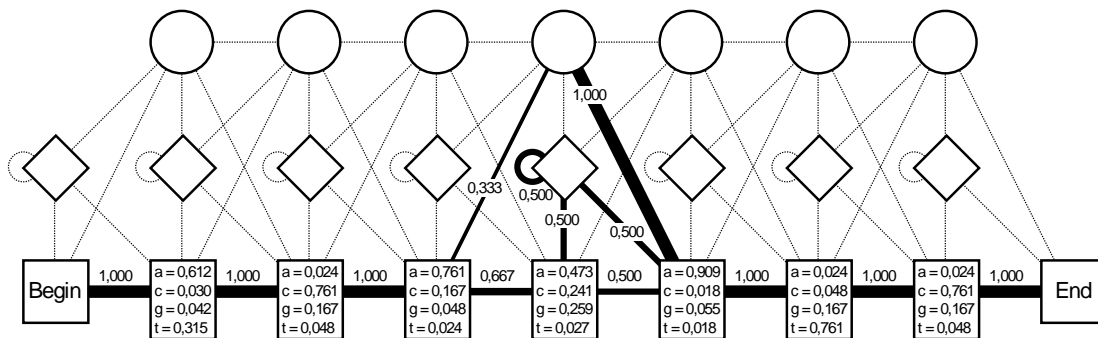 1,000
0,333
0,500
0,500
0,500
Begin
1,000
a = 0,612
c = 0,030
g = 0,042
t = 0,315
1,000
a = 0,024
c = 0,761
g = 0,167
t = 0,048
1,000
a = 0,761
c = 0,167
g = 0,048
t = 0,024
0,667
a = 0,473
c = 0,241
g = 0,259
t = 0,027
0,500
a = 0,909
c = 0,018
g = 0,055
t = 0,018
1,000
a = 0,024
c = 0,048
g = 0,167
t = 0,761
1,000
a = 0,024
c = 0,761
g = 0,167
t = 0,048
1,000
End